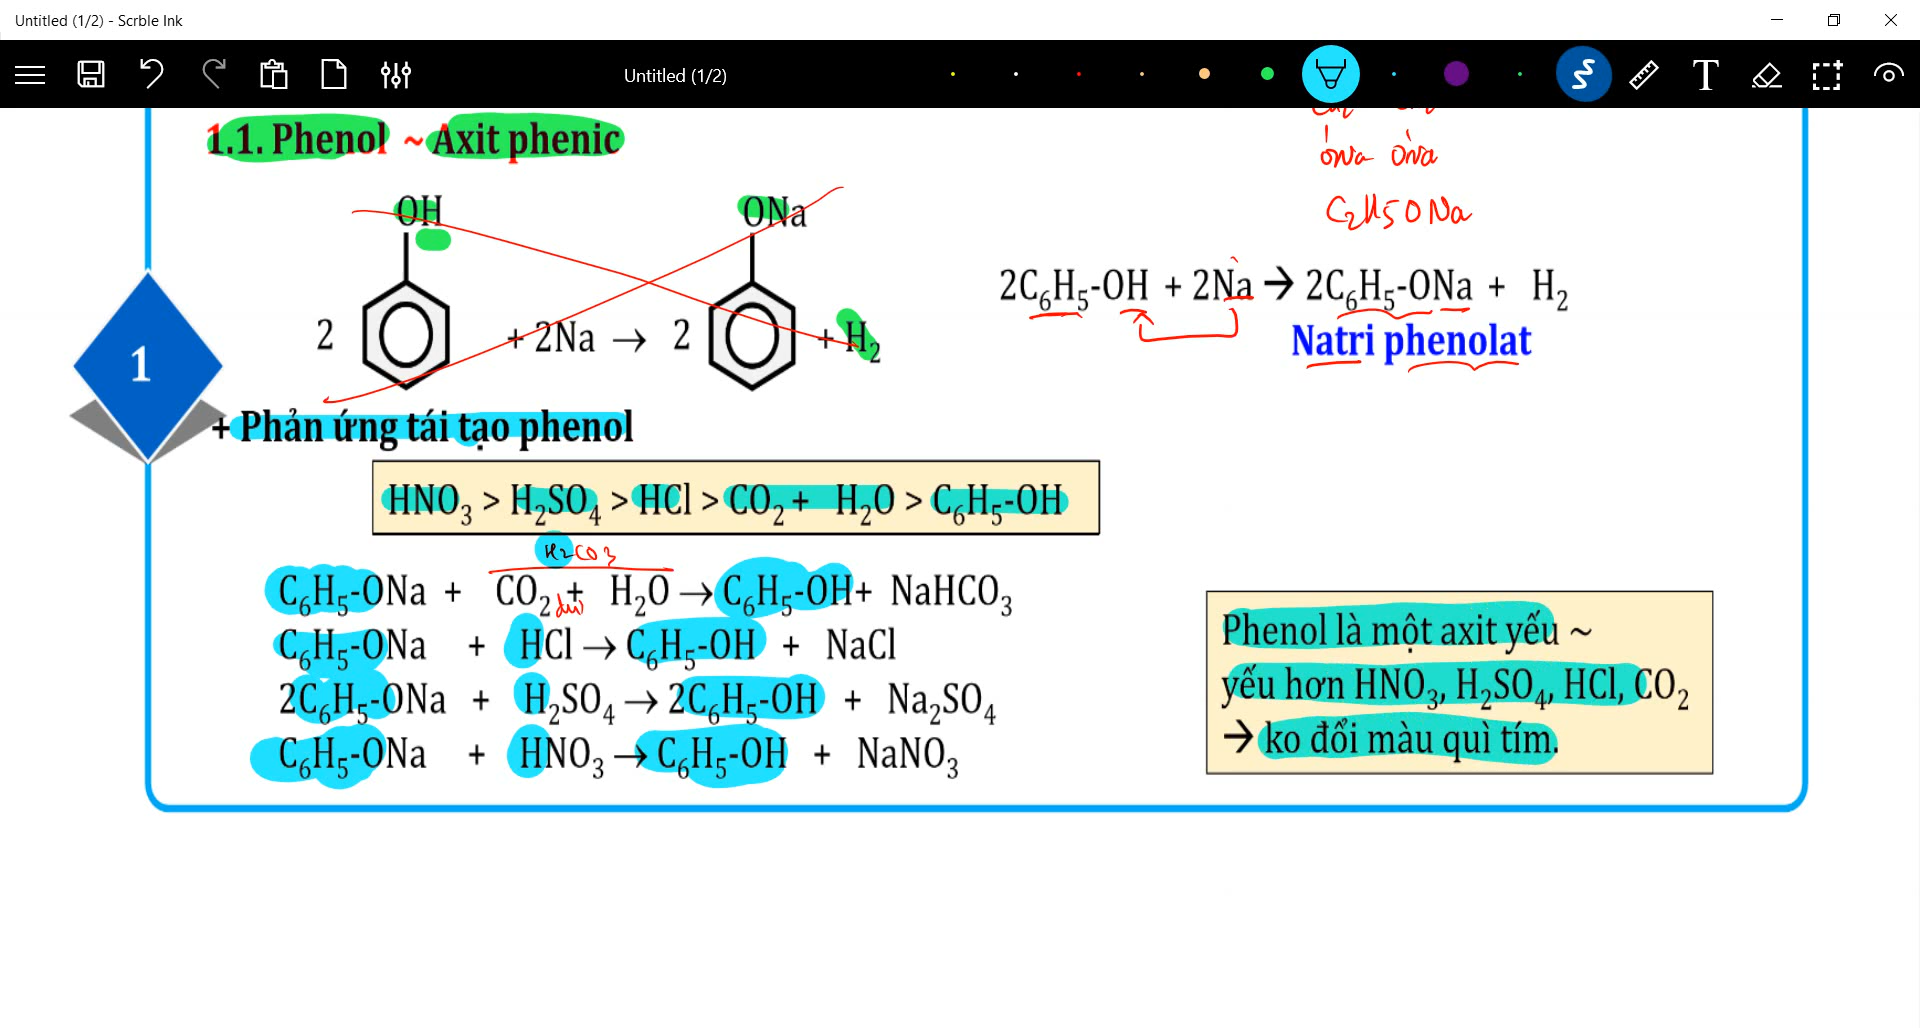 Untitled (1/2) - Scrble Ink
Untitled (1/2)
T
1.1. Phenol ~ Axit phenic
ONa ONa
C2H5ONa
OH ONa
2 + 2Na → 2 + H2
2C6H5-OH + 2Na → 2C6H5-ONa + H2
Natri phenolat
1
+ Phản ứng tái tạo phenol
HNO3 > H2SO4 > HCl > CO2 + H2O > C6H5-OH
H2CO3
C6H5-ONa + CO2 + H2O → C6H5-OH + NaHCO3
dư
C6H5-ONa + HCl → C6H5-OH + NaCl
2C6H5-ONa + H2SO4 → 2C6H5-OH + Na2SO4
C6H5-ONa + HNO3 → C6H5-OH + NaNO3
Phenol là một axit yếu ~
yếu hơn HNO3, H2SO4, HCl, CO2
→ ko đổi màu quì tím.